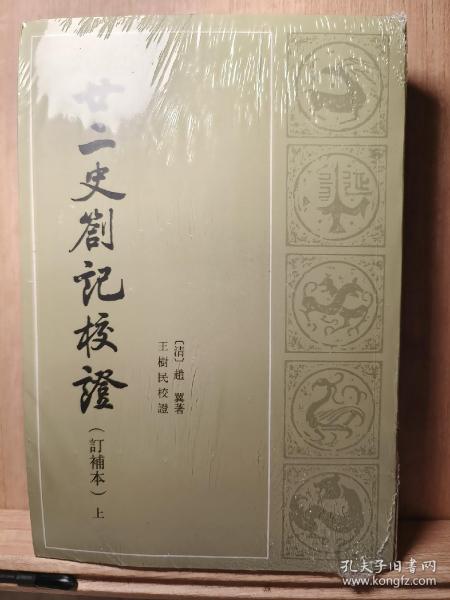 廿二史劄記校證
（訂補本）上
〔清〕趙翼著
王樹民校證
延
孔夫子旧书网
www.kongfz.com